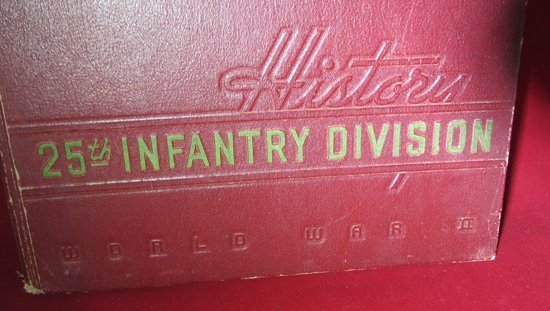 History
25th INFANTRY DIVISION
WORLD WAR II